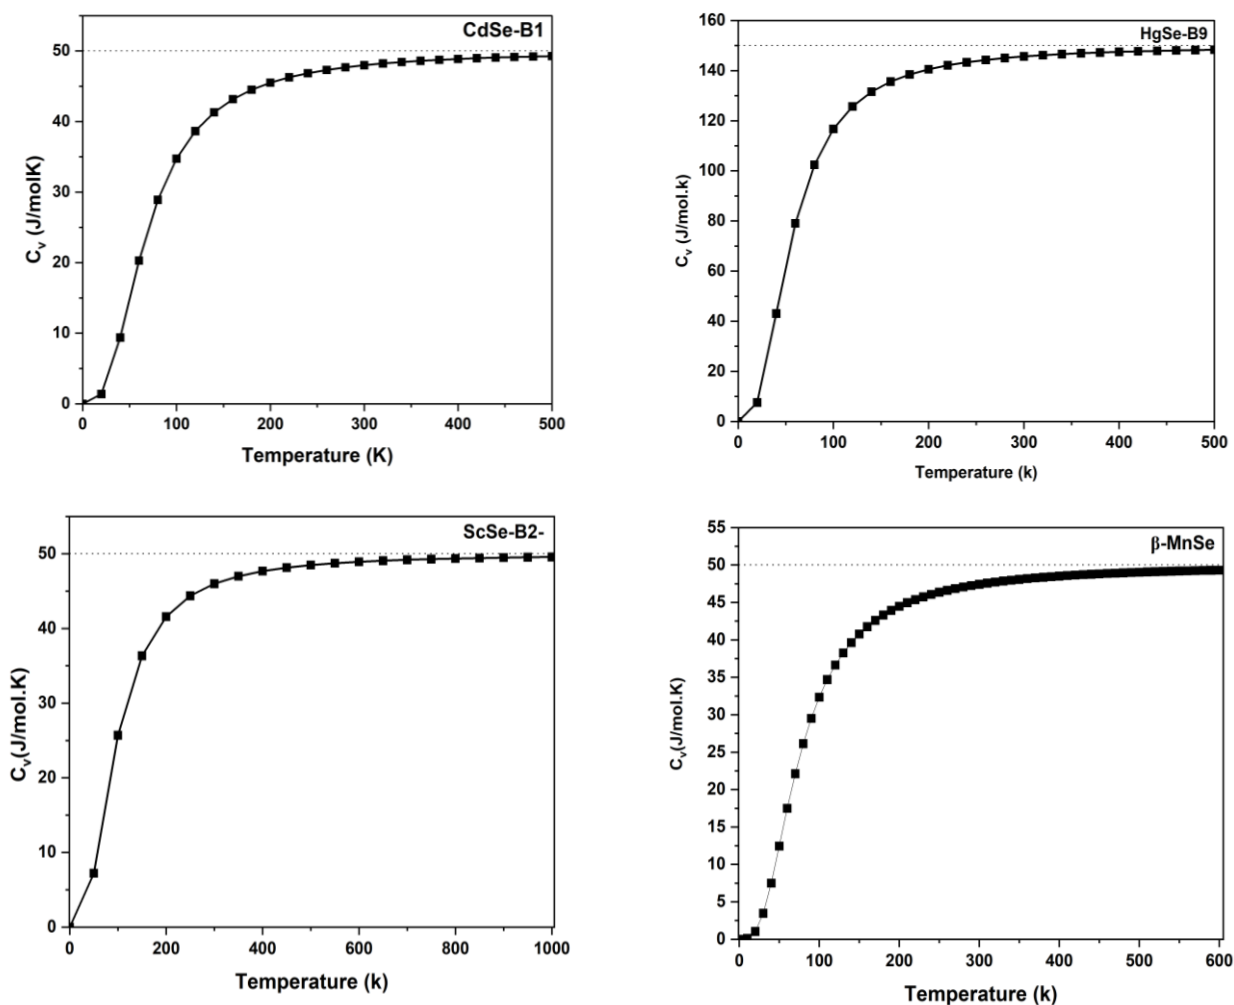 CdSe-B1
50
40
30
20
10
0
0 100 200 300 400 500
Cv (J/molK)
Temperature (K)
HgSe-B9
160
140
120
100
80
60
40
20
0
0 100 200 300 400 500
Cv (J/mol.k)
Temperature (k)
ScSe-B2-
50
40
30
20
10
0
0 200 400 600 800 1000
Cv(J/mol.K)
Temperature (k)
β-MnSe
55
50
45
40
35
30
25
20
15
10
5
0
0 100 200 300 400 500 600
Cv(J/mol.K)
Temperature (k)